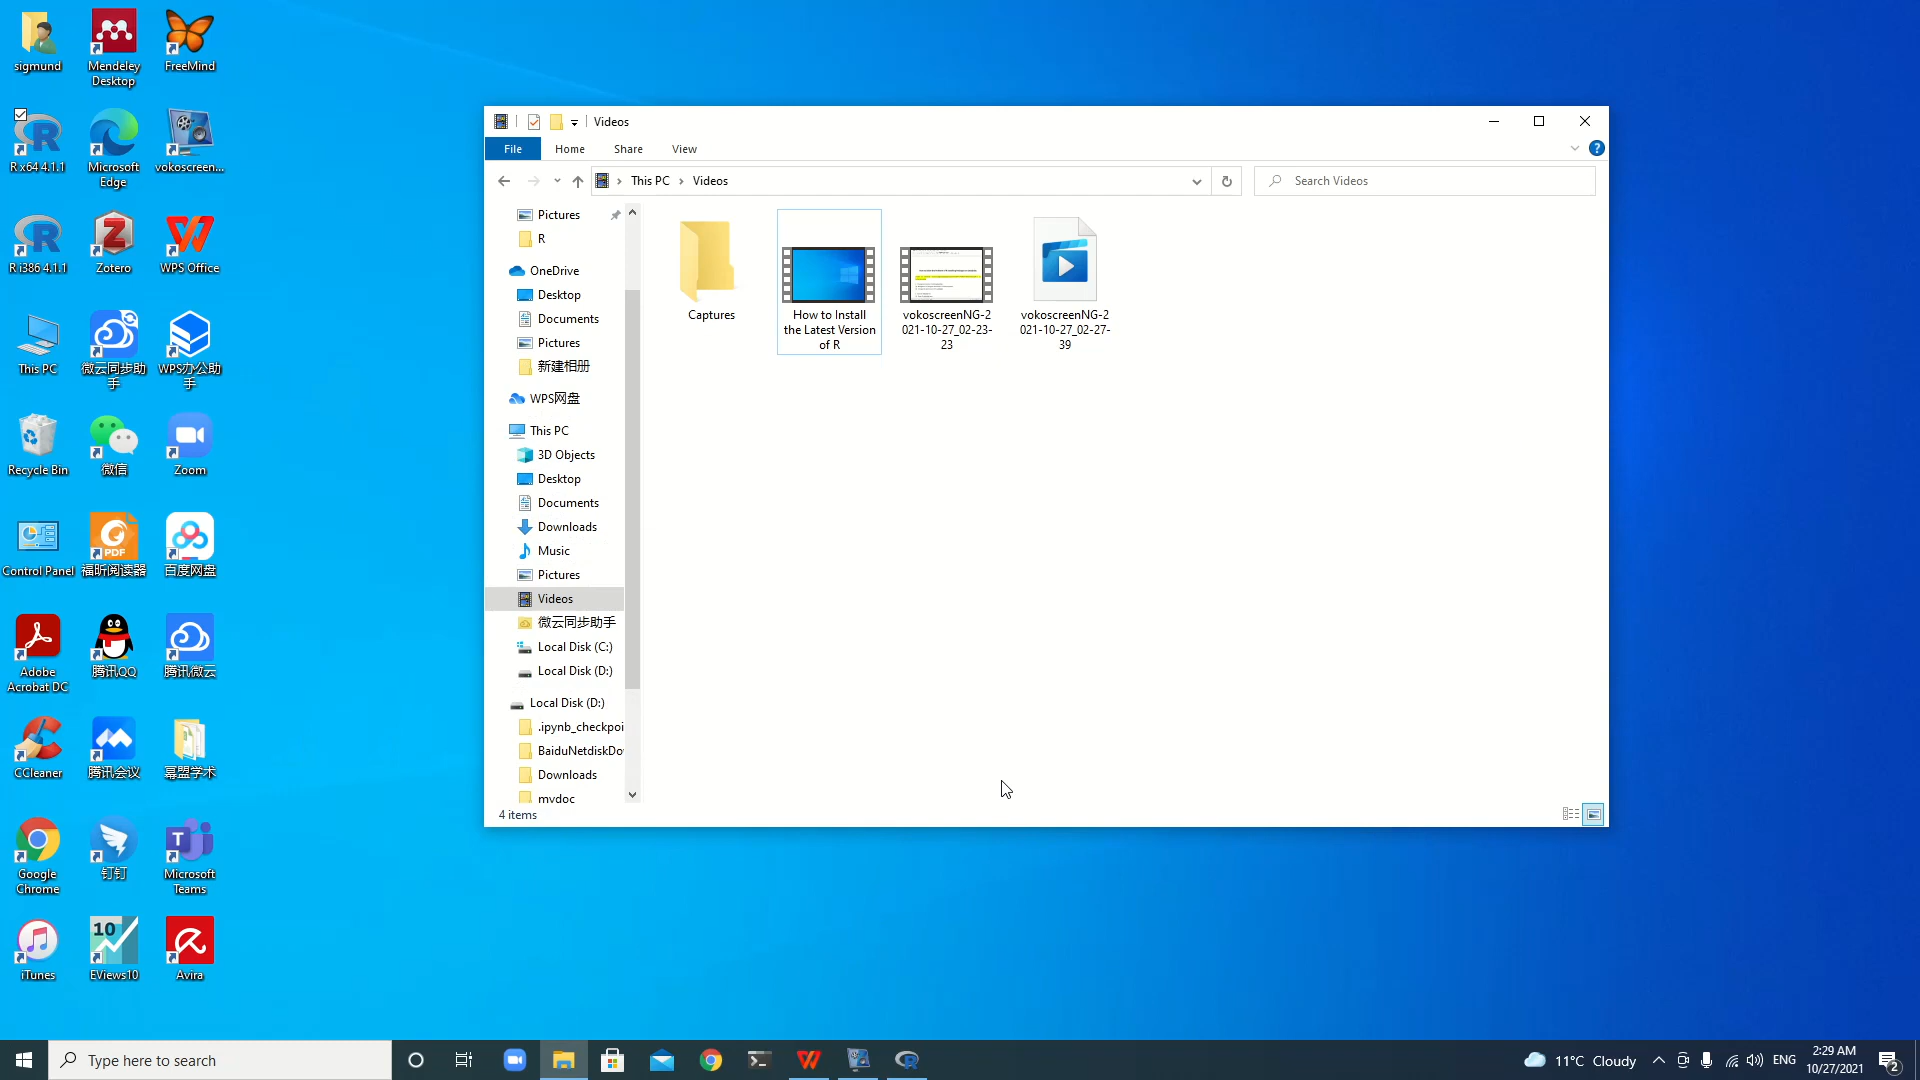 sigmund
Mendeley
Desktop
FreeMind
R x64 4.1.1
Microsoft
Edge
vokoscreen...
R i386 4.1.1
Zotero
WPS Office
This PC
微云同步助
手
WPS办公助
手
Recycle Bin
微信
Zoom
Control Panel
福昕阅读器
百度网盘
Adobe
Acrobat DC
腾讯QQ
腾讯微云
CCleaner
腾讯会议
幂盟学术
Google
Chrome
钉钉
Microsoft
Teams
iTunes
EViews10
Avira
Videos
File Home Share View
This PC Videos
Search Videos
Pictures
R
OneDrive
Desktop
Documents
Pictures
新建相册
WPS网盘
This PC
3D Objects
Desktop
Documents
Downloads
Music
Pictures
Videos
微云同步助手
Local Disk (C:)
Local Disk (D:)
Local Disk (D:)
.ipynb_checkpoi
BaiduNetdiskDo
Downloads
mvdoc
Captures
How to Install
the Latest Version
of R
vokoscreenNG-2
021-10-27_02-23-
23
vokoscreenNG-2
021-10-27_02-27-
39
4 items
Type here to search
11°C Cloudy
ENG
2:29 AM
10/27/2021
2